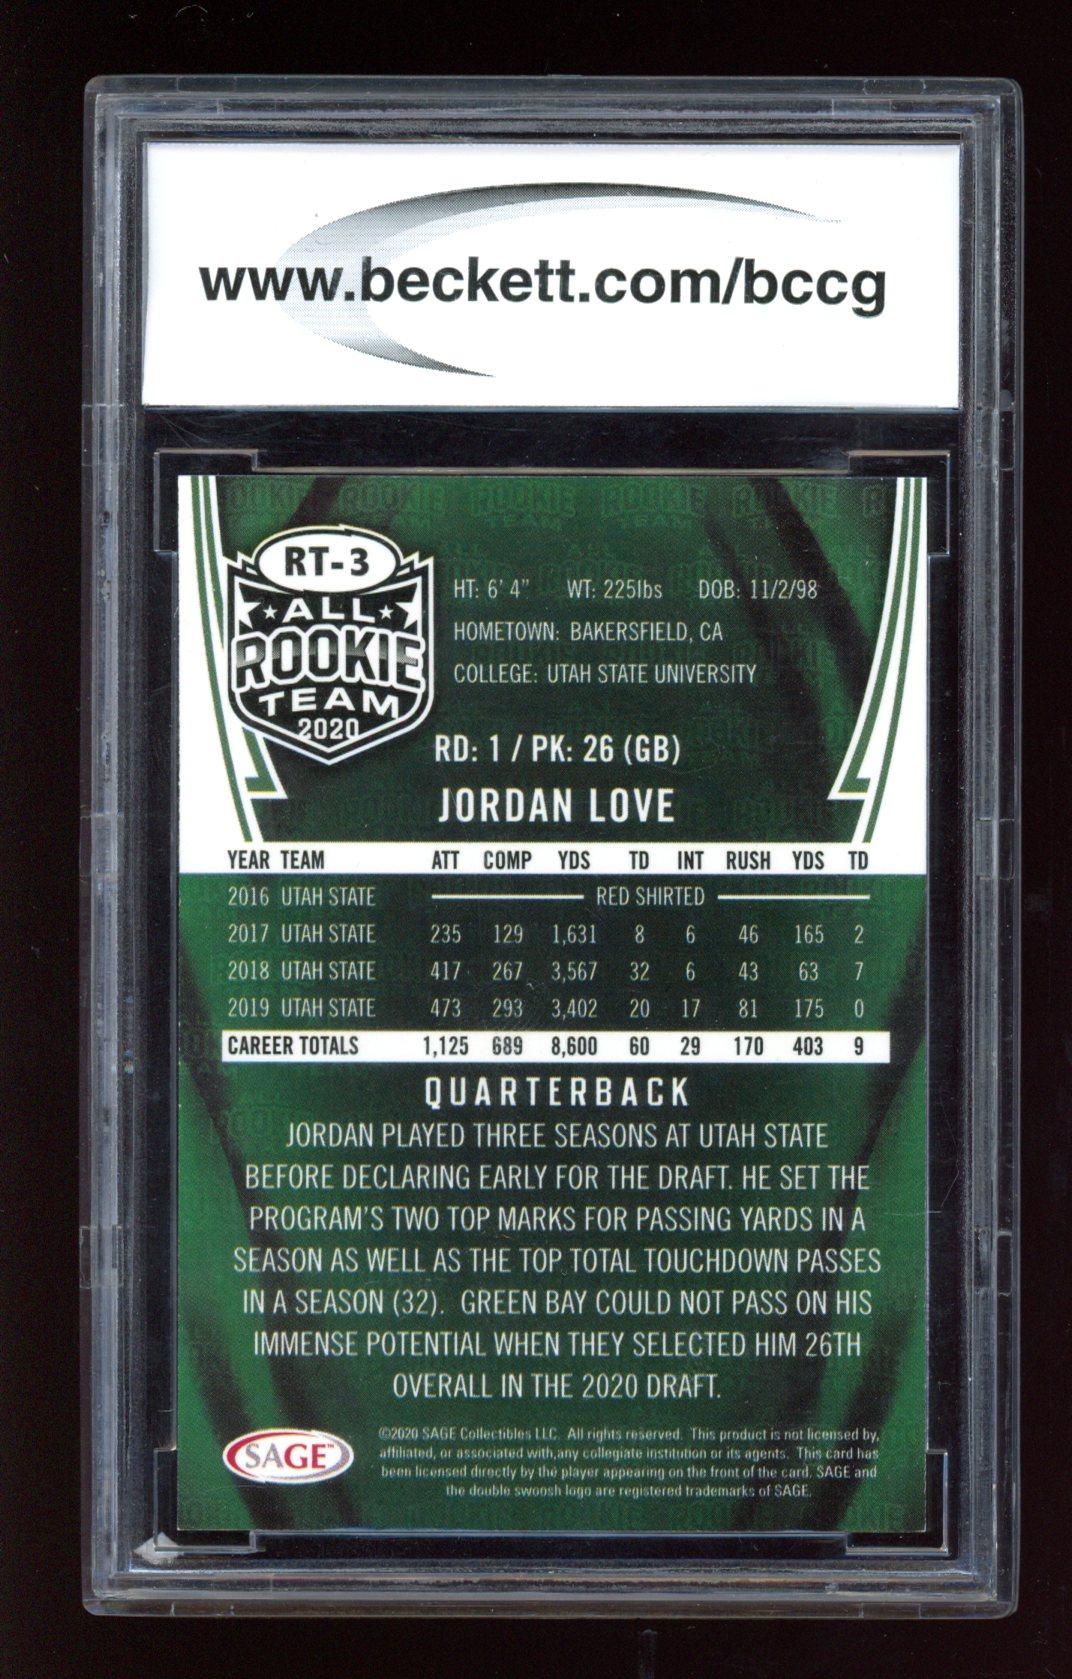 www.beckett.com/bccg
RT-3
ALL
ROOKIE
TEAM
2020
HT: 6' 4" WT: 225lbs DOB: 11/2/98
HOMETOWN: BAKERSFIELD, CA
COLLEGE: UTAH STATE UNIVERSITY
RD: 1 / PK: 26 (GB)
JORDAN LOVE
YEAR TEAM ATT COMP YDS TD INT RUSH YDS TD
2016 UTAH STATE RED SHIRTED
2017 UTAH STATE 235 129 1,631 8 6 46 165 2
2018 UTAH STATE 417 267 3,567 32 6 43 63 7
2019 UTAH STATE 473 293 3,402 20 17 81 175 0
CAREER TOTALS 1,125 689 8,600 60 29 170 403 9
QUARTERBACK
JORDAN PLAYED THREE SEASONS AT UTAH STATE
BEFORE DECLARING EARLY FOR THE DRAFT. HE SET THE
PROGRAM'S TWO TOP MARKS FOR PASSING YARDS IN A
SEASON AS WELL AS THE TOP TOTAL TOUCHDOWN PASSES
IN A SEASON (32). GREEN BAY COULD NOT PASS ON HIS
IMMENSE POTENTIAL WHEN THEY SELECTED HIM 26TH
OVERALL IN THE 2020 DRAFT.
SAGE™
©2020 SAGE Collectibles LLC. All rights reserved. This product is not licensed by,
affiliated, or associated with,any collegiate institution or its agents. This card has
been licensed directly by the player appearing on the front of the card. SAGE and
the double swoosh logo are registered trademarks of SAGE.